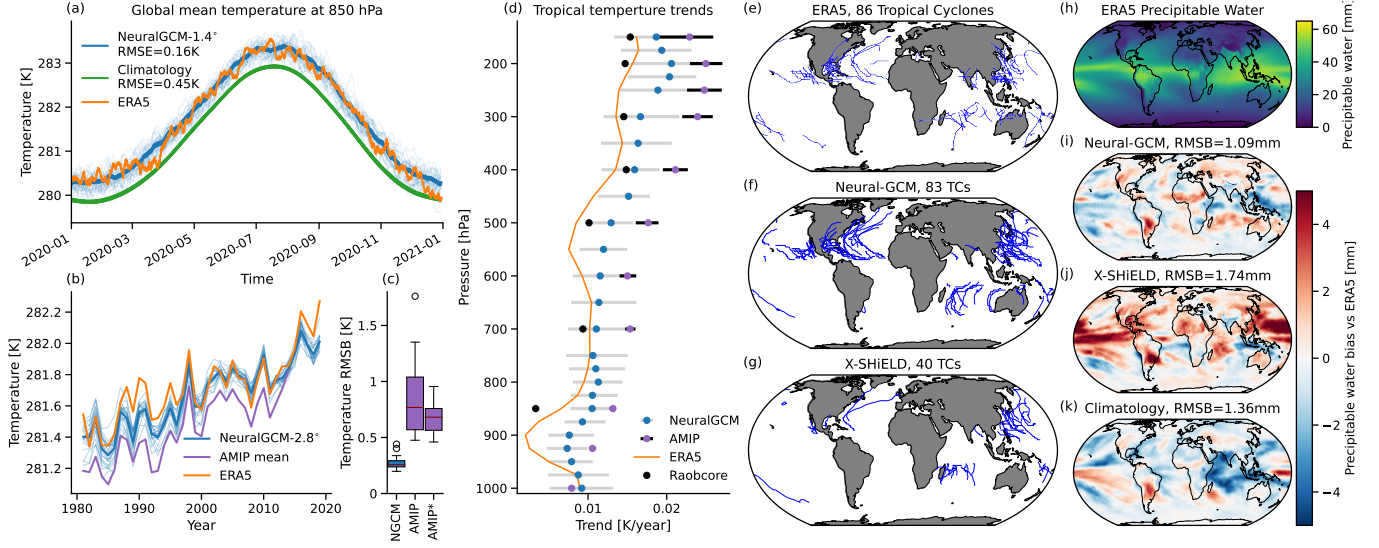 (a)
Global mean temperature at 850 hPa
NeuralGCM-1.4°
RMSE=0.16K
Climatology
RMSE=0.45K
ERA5
Temperature [K]
283
282
281
280
2020-01
2020-03
2020-05
2020-07
2020-09
2020-11
2021-01
Time
(b)
Temperature [K]
282.2
282.0
281.8
281.6
281.4
281.2
NeuralGCM-2.8°
AMIP mean
ERA5
1980
1990
2000
2010
2020
Year
(c)
Temperature RMSB [K]
1.5
1
0.5
0
NGCM
AMIP
AMIP*
(d)
Tropical temperture trends
Pressure [hPa]
200
300
400
500
600
700
800
900
1000
NeuralGCM
AMIP
ERA5
Raobcore
0.01
0.02
Trend [K/year]
(e)
ERA5, 86 Tropical Cyclones
(f)
Neural-GCM, 83 TCs
(g)
X-SHiELD, 40 TCs
(h)
ERA5 Precipitable Water
60
40
20
0
Precipitable water [mm]
(i)
Neural-GCM, RMSB=1.09mm
(j)
X-SHiELD, RMSB=1.74mm
(k)
Climatology, RMSB=1.36mm
4
2
0
−2
−4
Precipitable water bias vs ERA5 [mm]